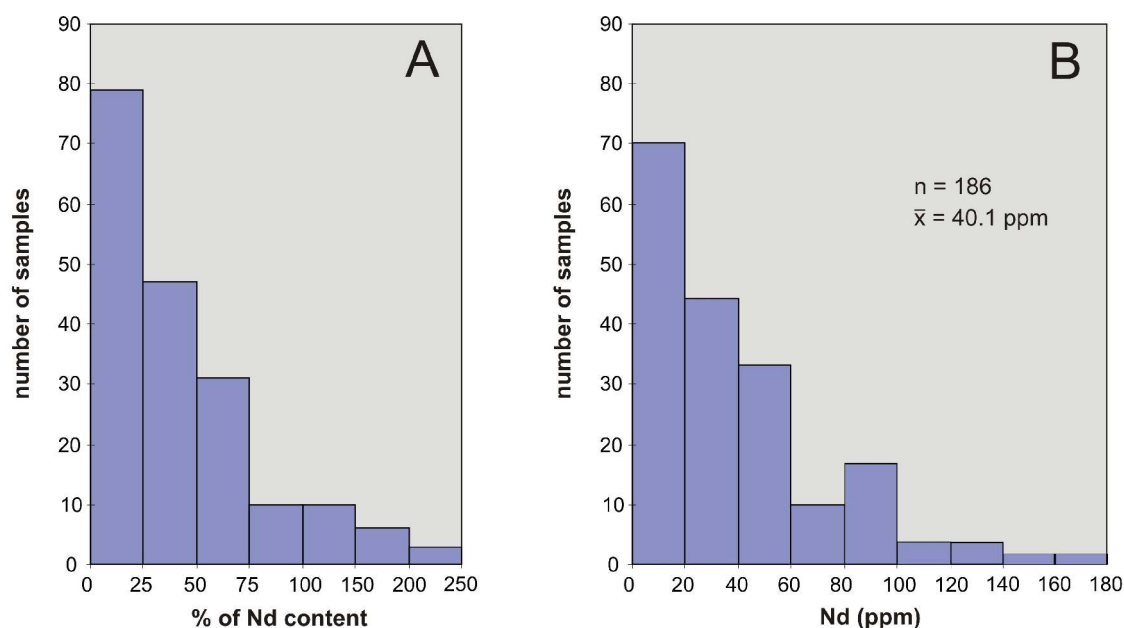 A
90
80
70
60
50
40
30
20
10
0
number of samples
0 25 50 75 100 150 200 250
% of Nd content
B
90
80
70
60
50
40
30
20
10
0
number of samples
n = 186
x̄ = 40.1 ppm
0 20 40 60 80 100 120 140 160 180
Nd (ppm)